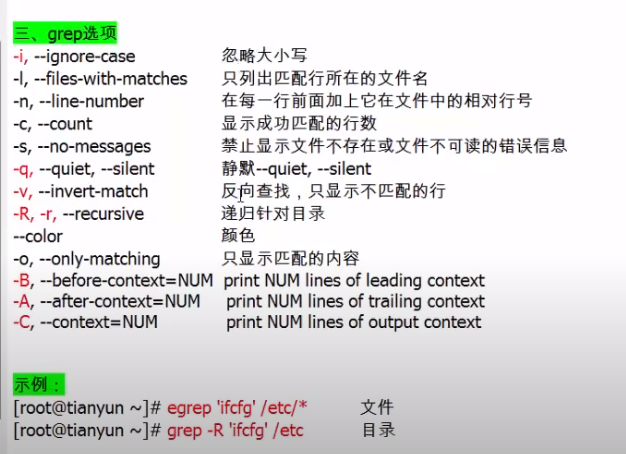 三、grep选项
-i, --ignore-case 忽略大小写
-l, --files-with-matches 只列出匹配行所在的文件名
-n, --line-number 在每一行前面加上它在文件中的相对行号
-c, --count 显示成功匹配的行数
-s, --no-messages 禁止显示文件不存在或文件不可读的错误信息
-q, --quiet, --silent 静默--quiet, --silent
-v, --invert-match 反向查找，只显示不匹配的行
-R, -r, --recursive 递归针对目录
--color 颜色
-o, --only-matching 只显示匹配的内容
-B, --before-context=NUM print NUM lines of leading context
-A, --after-context=NUM print NUM lines of trailing context
-C, --context=NUM print NUM lines of output context
示例：
[root@tianyun ~]# egrep 'ifcfg' /etc/* 文件
[root@tianyun ~]# grep -R 'ifcfg' /etc 目录